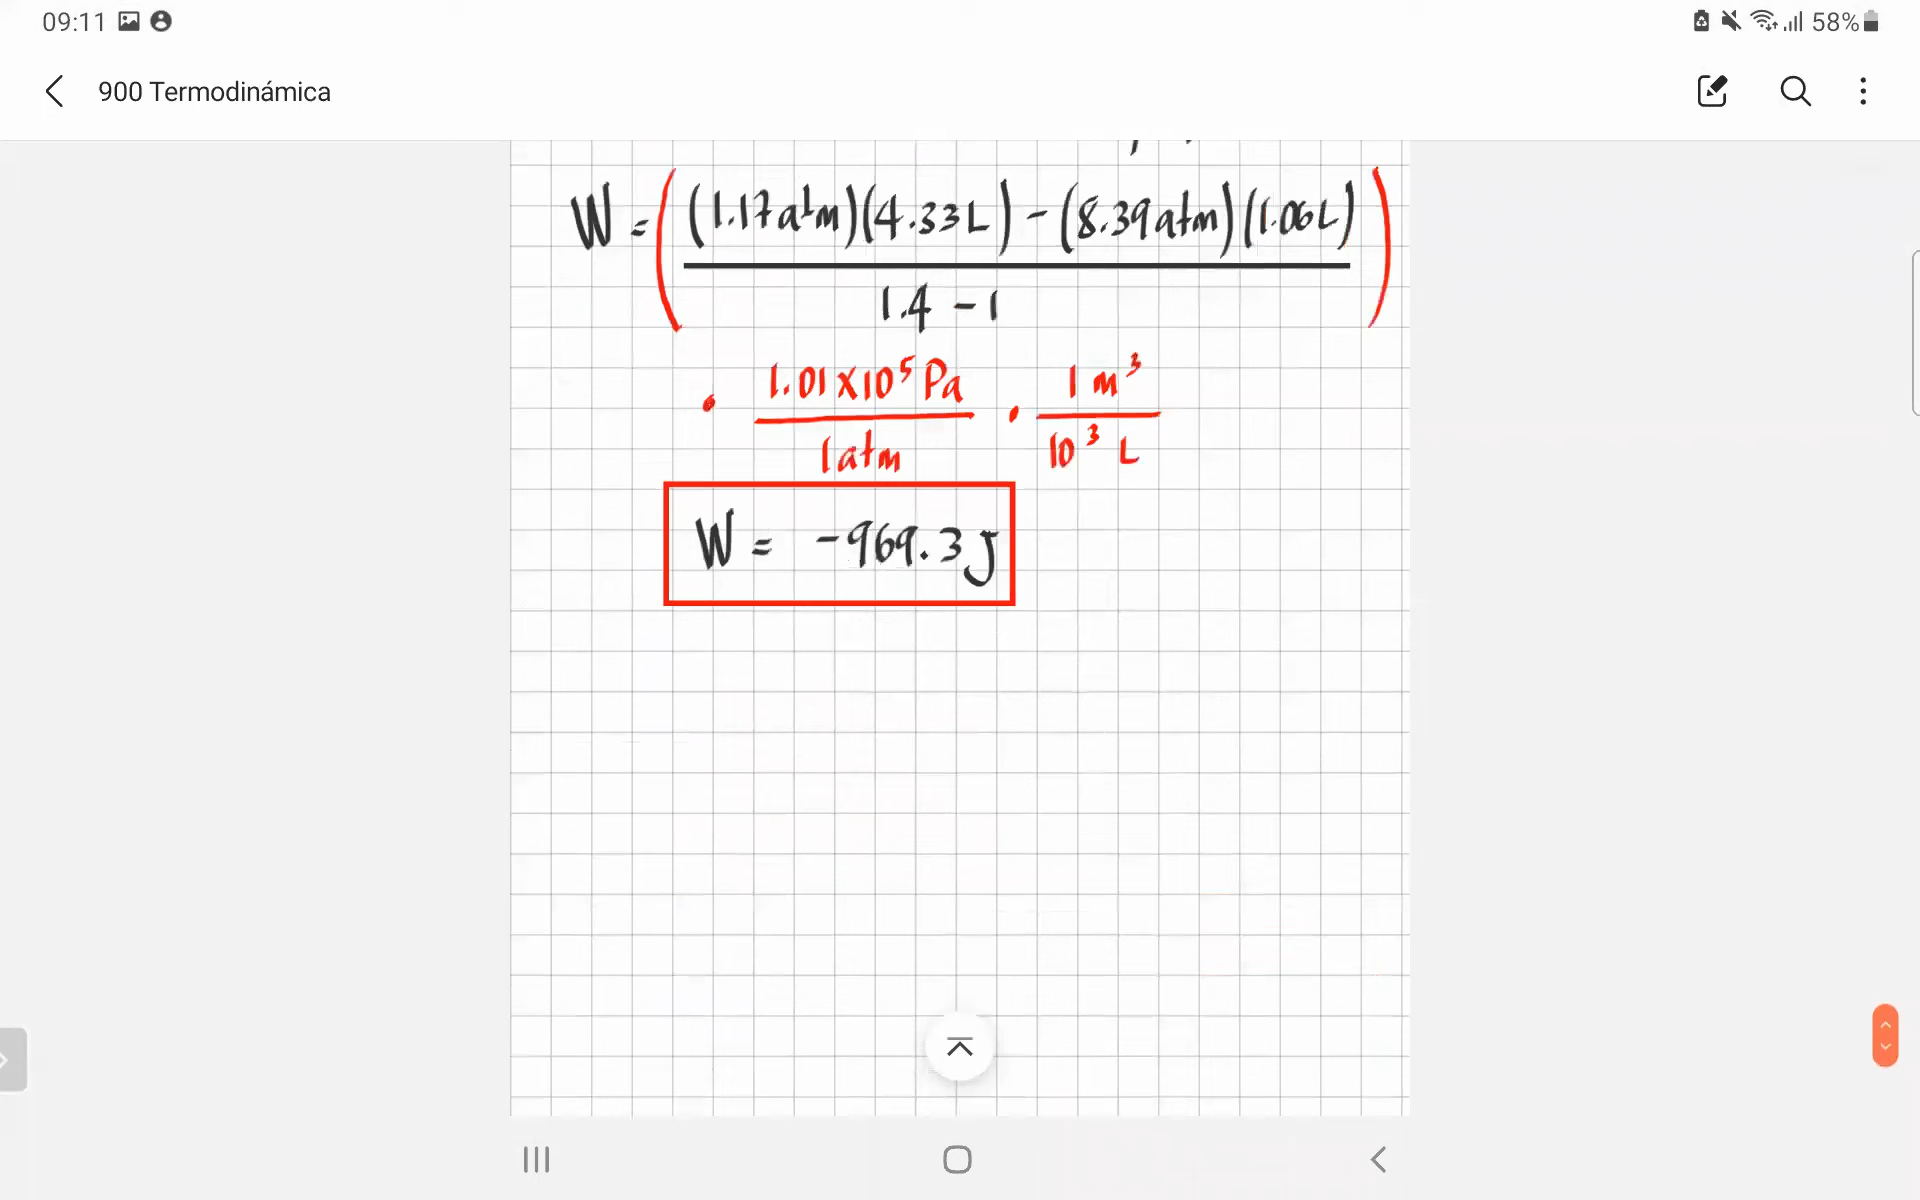 09:11 58%
900 Termodinámica
W = ( (1.17 atm)(4.33 L) - (8.39 atm)(1.06 L) )
1.4 - 1
· 1.01 x 10⁵ Pa · 1 m³
1 atm 10³ L
W = -969.3 J